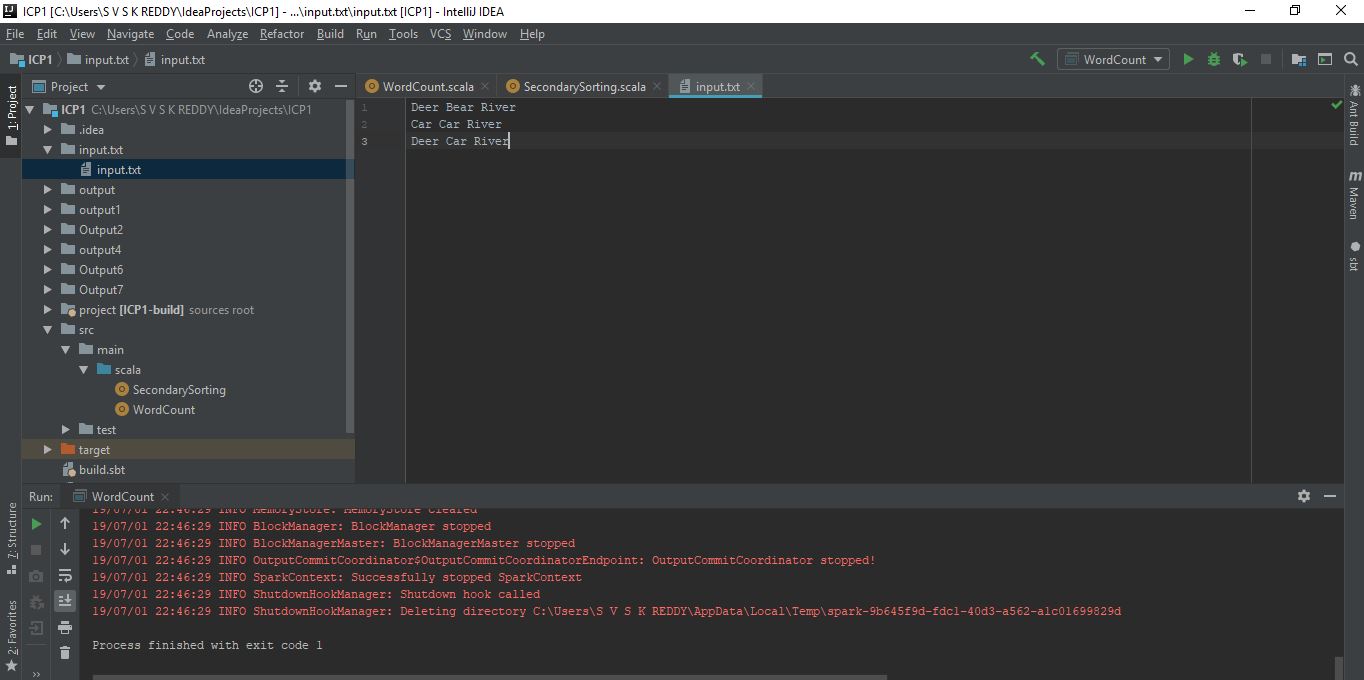 ICP1 [C:\Users\S V S K REDDY\IdeaProjects\ICP1] - ...\input.txt\input.txt [ICP1] - IntelliJ IDEA
File Edit View Navigate Code Analyze Refactor Build Run Tools VCS Window Help
ICP1 input.txt input.txt WordCount
1: Project
Project
WordCount.scala SecondarySorting.scala input.txt
ICP1 C:\Users\S V S K REDDY\IdeaProjects\ICP1
.idea
input.txt
input.txt
output
output1
Output2
output4
Output6
Output7
project [ICP1-build] sources root
src
main
scala
SecondarySorting
WordCount
test
target
build.sbt
1 Deer Bear River
2 Car Car River
3 Deer Car River
Ant Build
m Maven
sbt
7: Structure
2: Favorites
Run: WordCount
19/07/01 22:46:29 INFO MemoryStore: MemoryStore cleared
19/07/01 22:46:29 INFO BlockManager: BlockManager stopped
19/07/01 22:46:29 INFO BlockManagerMaster: BlockManagerMaster stopped
19/07/01 22:46:29 INFO OutputCommitCoordinator$OutputCommitCoordinatorEndpoint: OutputCommitCoordinator stopped!
19/07/01 22:46:29 INFO SparkContext: Successfully stopped SparkContext
19/07/01 22:46:29 INFO ShutdownHookManager: Shutdown hook called
19/07/01 22:46:29 INFO ShutdownHookManager: Deleting directory C:\Users\S V S K REDDY\AppData\Local\Temp\spark-9b645f9d-fdc1-40d3-a562-a1c01699829d
Process finished with exit code 1